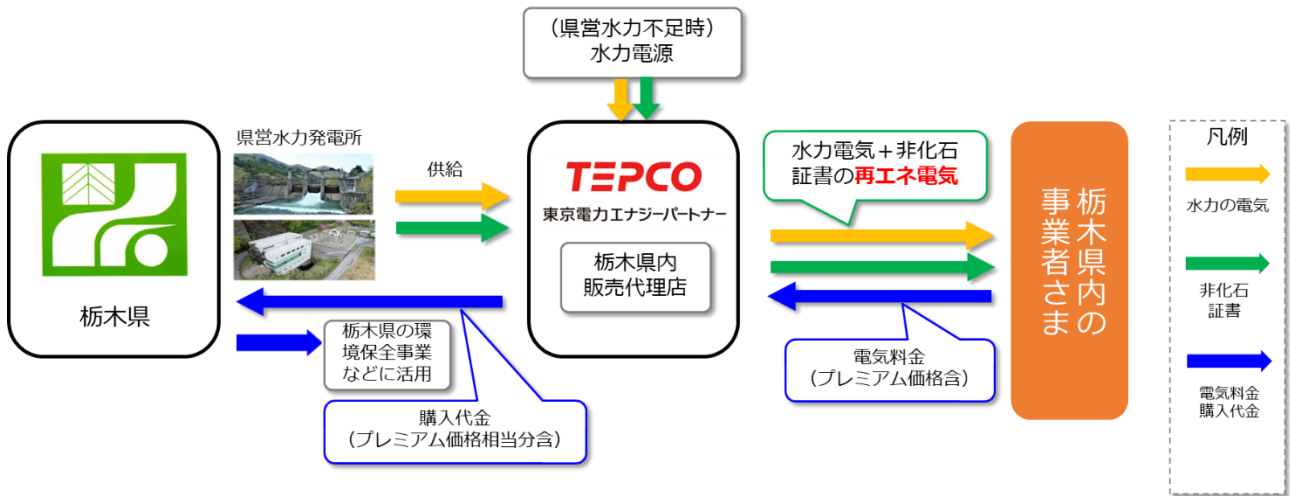 （県営水力不足時）
水力電源
県営水力発電所
供給
栃木県
TEPCO
東京電力エナジーパートナー
栃木県内
販売代理店
水力電気＋非化石
証書の再エネ電気
栃木県内の
事業者さま
栃木県の環
境保全事業
などに活用
購入代金
（プレミアム価格相当分含）
電気料金
（プレミアム価格含）
凡例
水力の電気
非化石
証書
電気料金
購入代金